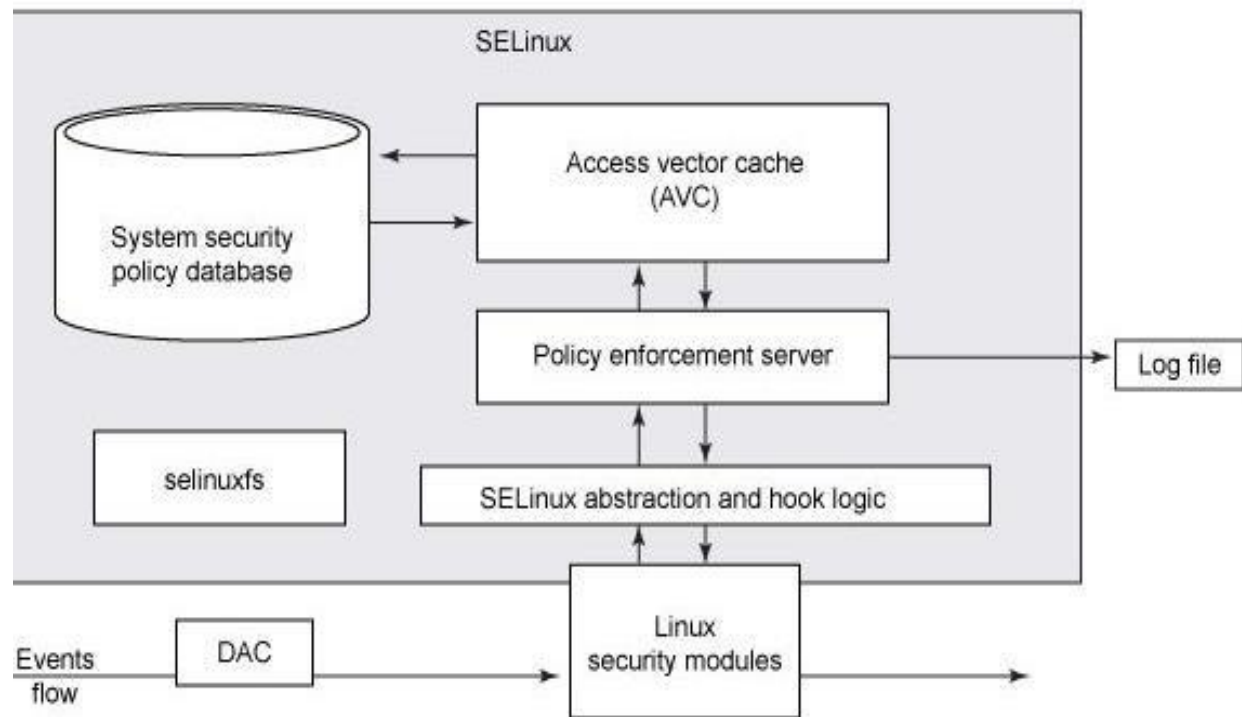 SELinux
Access vector cache
(AVC)
System security
policy database
Policy enforcement server
Log file
selinuxfs
SELinux abstraction and hook logic
Linux
security modules
DAC
Events
flow